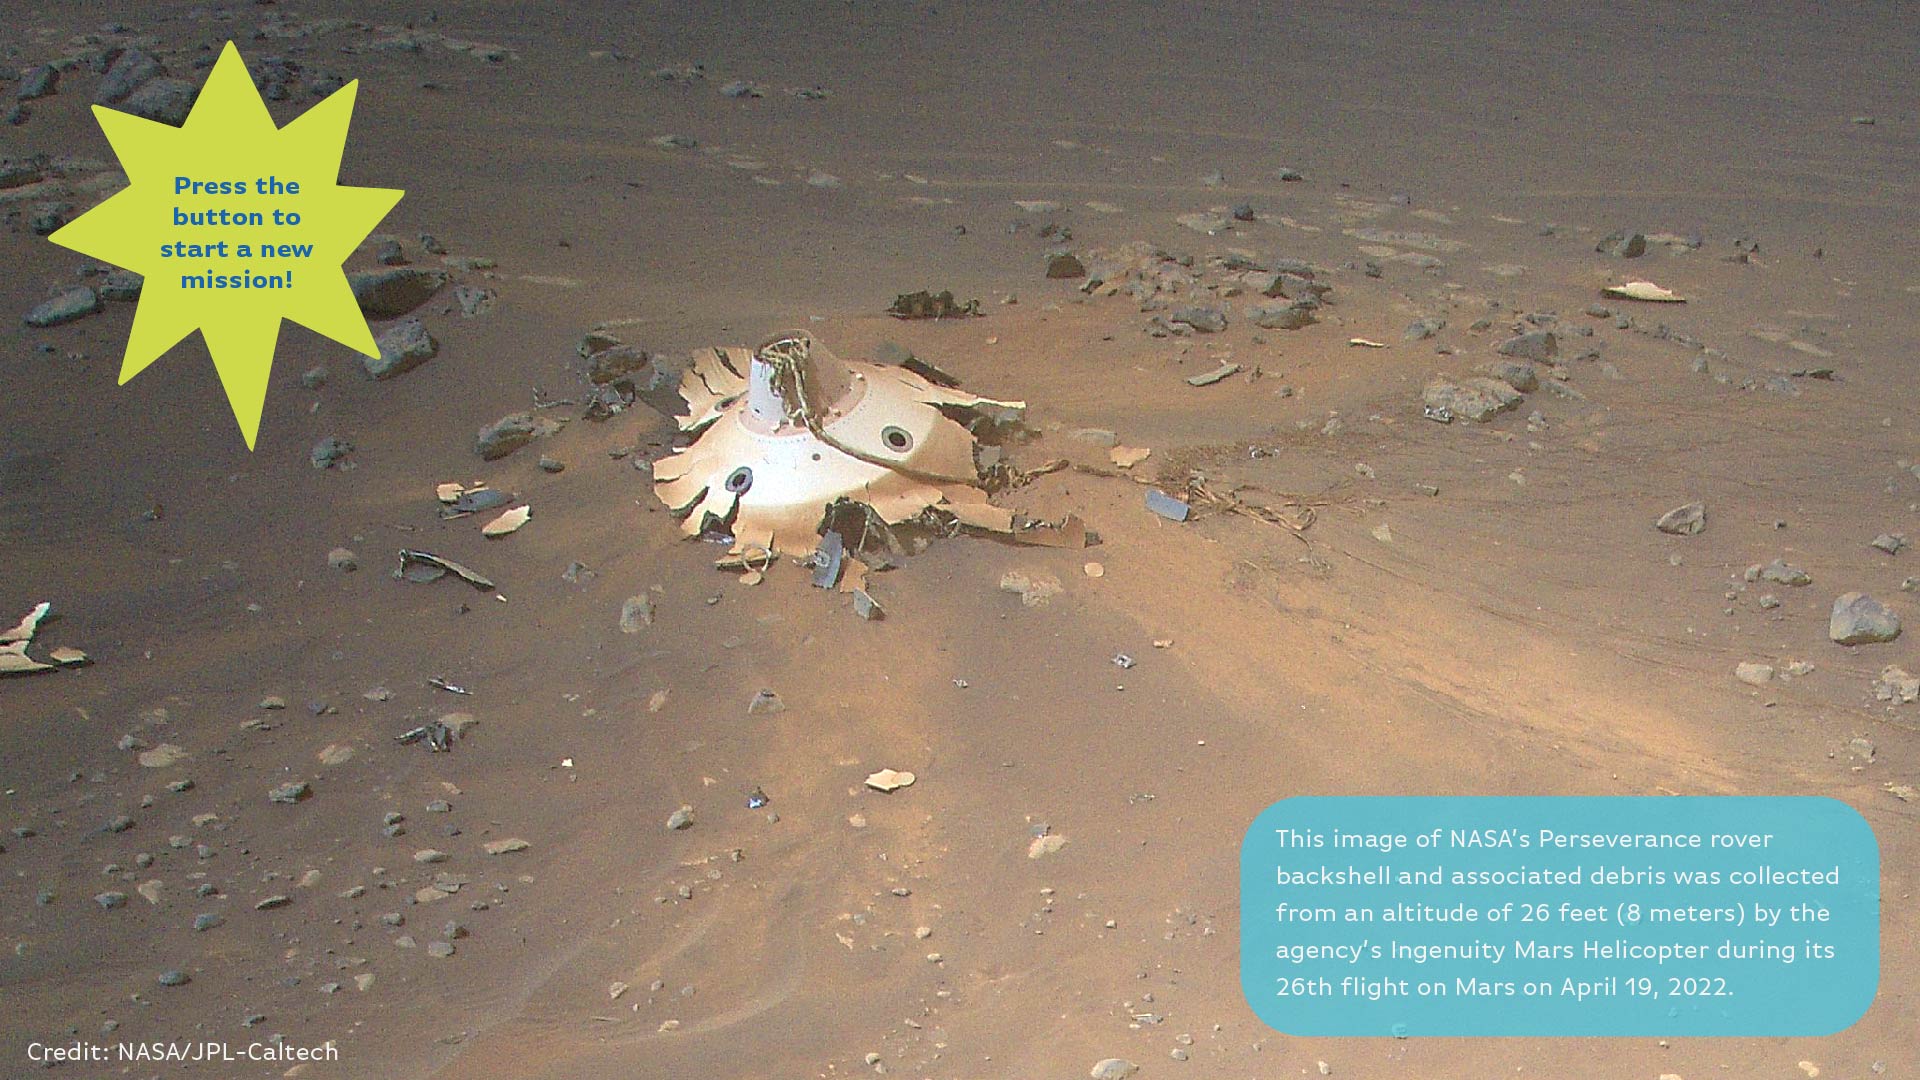 Press the
button to
start a new
mission!
This image of NASA’s Perseverance rover
backshell and associated debris was collected
from an altitude of 26 feet (8 meters) by the
agency’s Ingenuity Mars Helicopter during its
26th flight on Mars on April 19, 2022.
Credit: NASA/JPL-Caltech